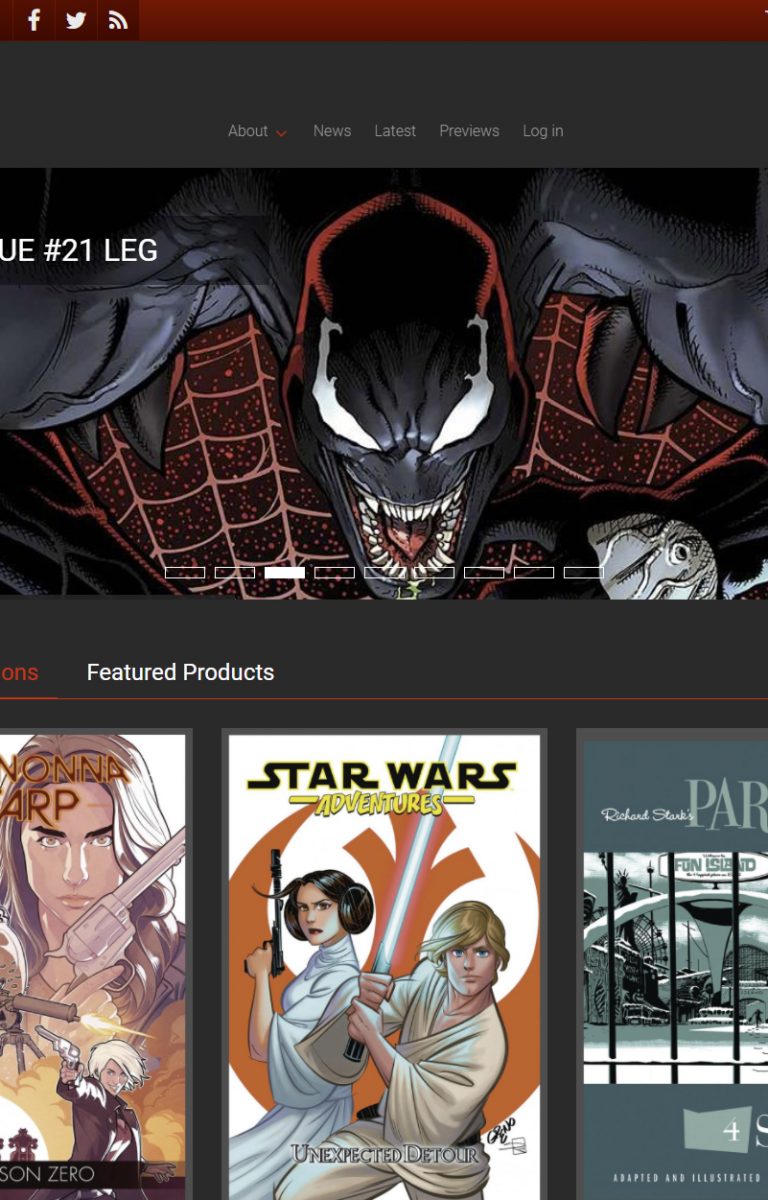 About News Latest Previews Log in
UE #21 LEG
ons Featured Products
NONNA
ARP
SON ZERO
STAR WARS
ADVENTURES
UNEXPECTED DETOUR
Richard Stark's PAR
FUN ISLAND
4 S
ADAPTED AND ILLUSTRATED